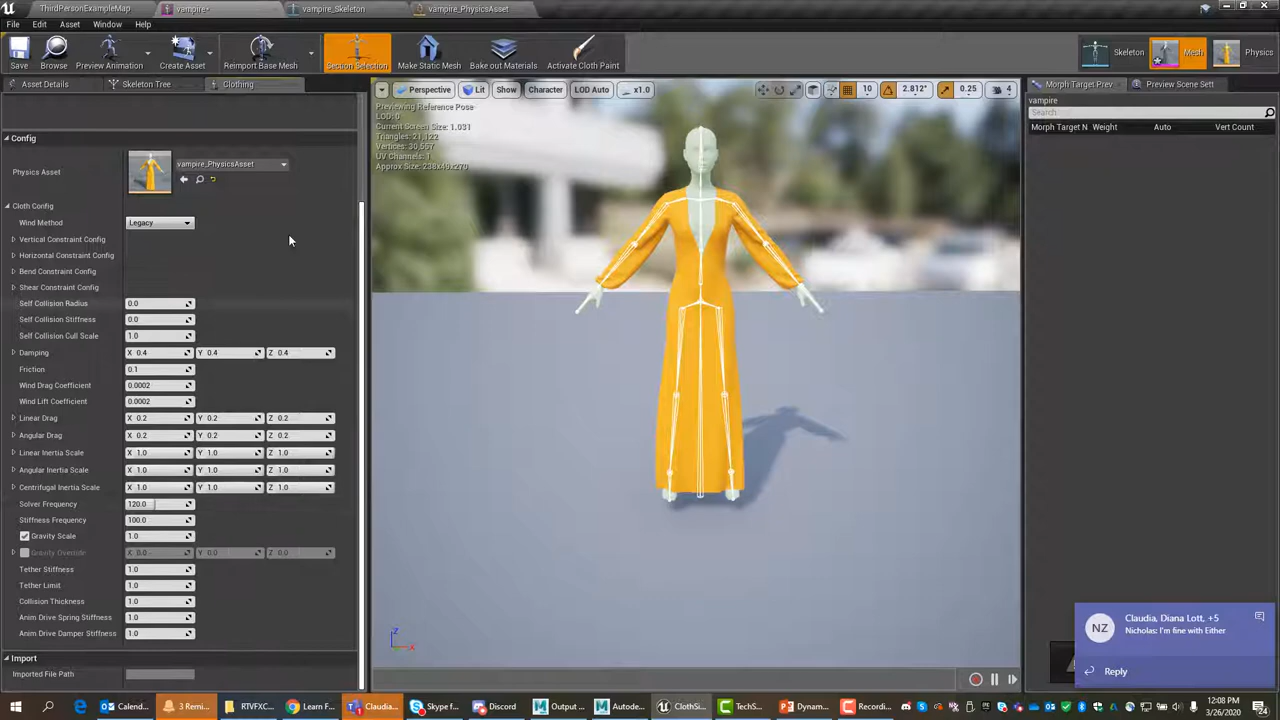 ThirdPersonExampleMap
vampire*
vampire_Skeleton
vampire_PhysicsAsset
File Edit Asset Window Help
Save
Browse
Preview Animation
Create Asset
Reimport Base Mesh
Section Selection
Make Static Mesh
Bake out Materials
Activate Cloth Paint
Skeleton
Mesh
Physics
Asset Details
Skeleton Tree
Clothing
Perspective
Lit
Show
Character
LOD Auto
x1.0
10
2.812°
0.25
4
Morph Target Prev
Preview Scene Sett
Previewing Reference Pose
LOD: 0
Current Screen Size: 1.031
Triangles: 21,122
Vertices: 30,557
UV Channels: 1
Approx Size: 238x40x270
vampire
Search
Morph Target N Weight Auto Vert Count
Config
Physics Asset
vampire_PhysicsAsset
Cloth Config
Wind Method Legacy
Vertical Constraint Config
Horizontal Constraint Config
Bend Constraint Config
Shear Constraint Config
Self Collision Radius 0.0
Self Collision Stiffness 0.0
Self Collision Cull Scale 1.0
Damping X 0.4 Y 0.4 Z 0.4
Friction 0.1
Wind Drag Coefficient 0.0002
Wind Lift Coefficient 0.0002
Linear Drag X 0.2 Y 0.2 Z 0.2
Angular Drag X 0.2 Y 0.2 Z 0.2
Linear Inertia Scale X 1.0 Y 1.0 Z 1.0
Angular Inertia Scale X 1.0 Y 1.0 Z 1.0
Centrifugal Inertia Scale X 1.0 Y 1.0 Z 1.0
Solver Frequency 120.0
Stiffness Frequency 100.0
Gravity Scale 1.0
Gravity Override X 0.0 Y 0.0 Z 0.0
Tether Stiffness 1.0
Tether Limit 1.0
Collision Thickness 1.0
Anim Drive Spring Stiffness 1.0
Anim Drive Damper Stiffness 1.0
Import
Imported File Path
Z
X
NZ
Claudia, Diana Lott, +5
Nicholas: I'm fine with Either
Reply
Calend...
3 Remi...
RTVFXC...
Learn F...
Claudia...
Skype f...
Discord
Output ...
Autodes...
ClothSi...
TechS...
Dynam...
Recordi...
12:08 PM
3/26/2020
24